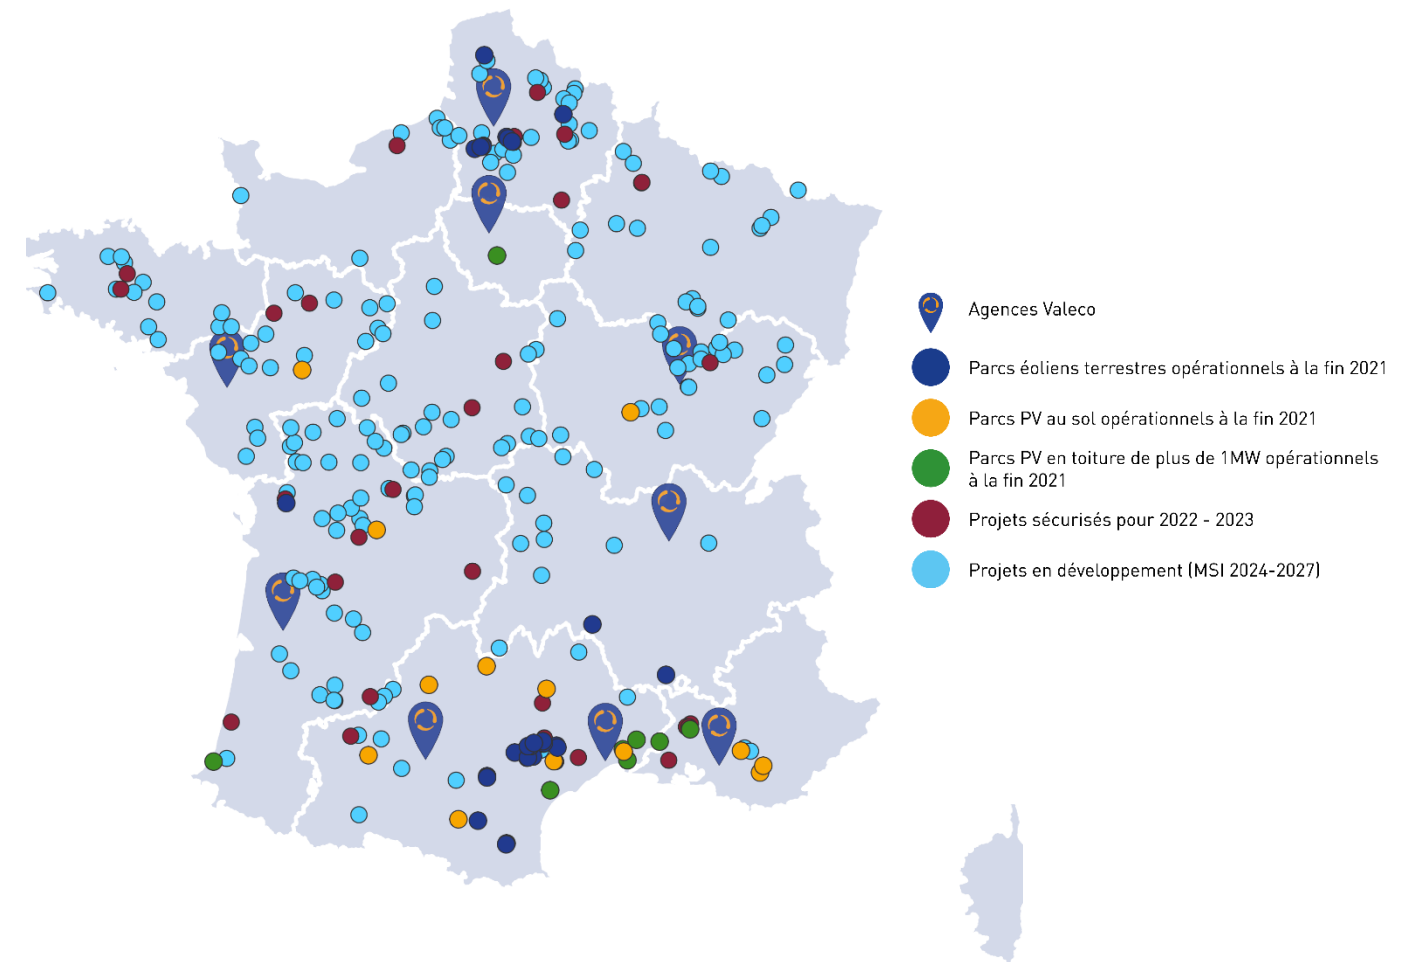 Agences Valeco
Parcs éoliens terrestres opérationnels à la fin 2021
Parcs PV au sol opérationnels à la fin 2021
Parcs PV en toiture de plus de 1MW opérationnels
à la fin 2021
Projets sécurisés pour 2022 - 2023
Projets en développement (MSI 2024-2027)